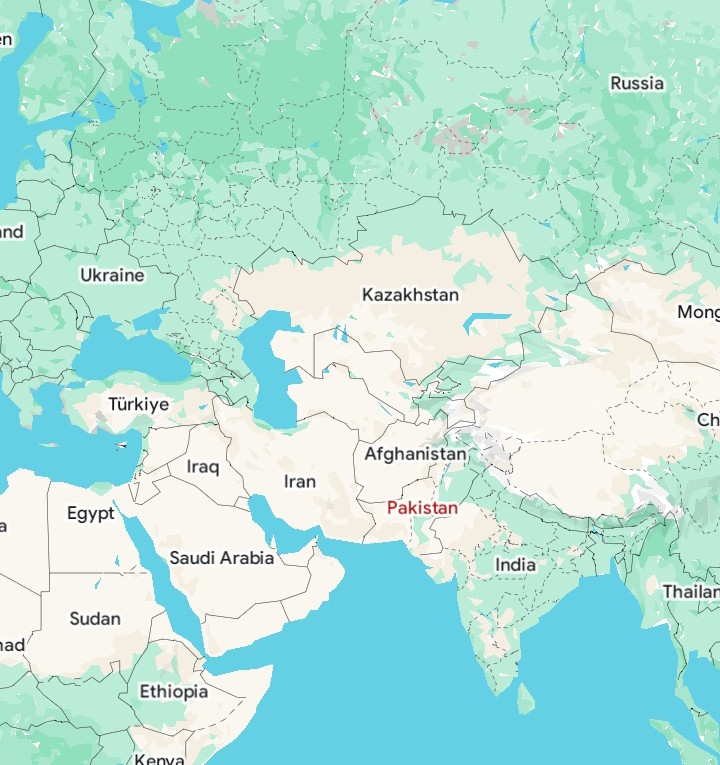 en
Russia
and
Ukraine
Kazakhstan
Mong
Türkiye
Ch
Iraq
Afghanistan
Iran
Egypt
Pakistan
a
Saudi Arabia
India
Thailan
Sudan
had
Ethiopia
Kenya